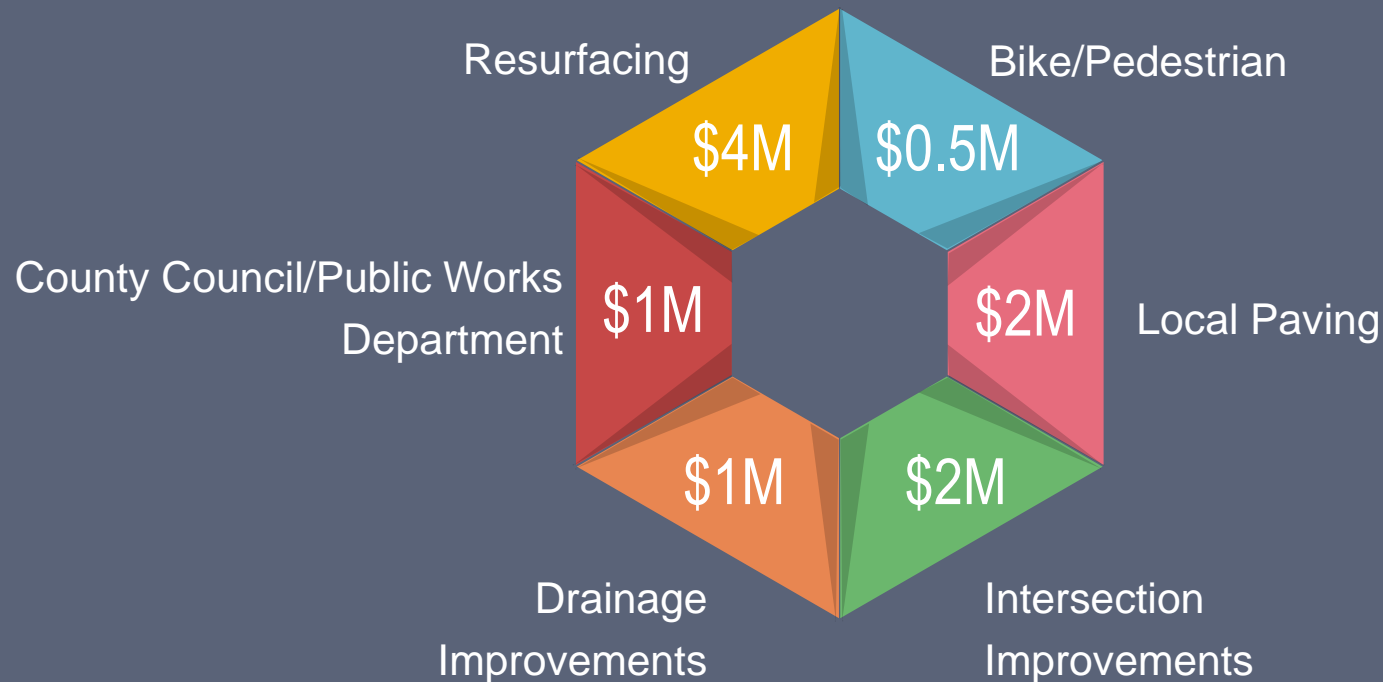 Resurfacing
Bike/Pedestrian
$4M
$0.5M
County Council/Public Works
Department
$1M
$2M
Local Paving
$1M
$2M
Drainage
Improvements
Intersection
Improvements